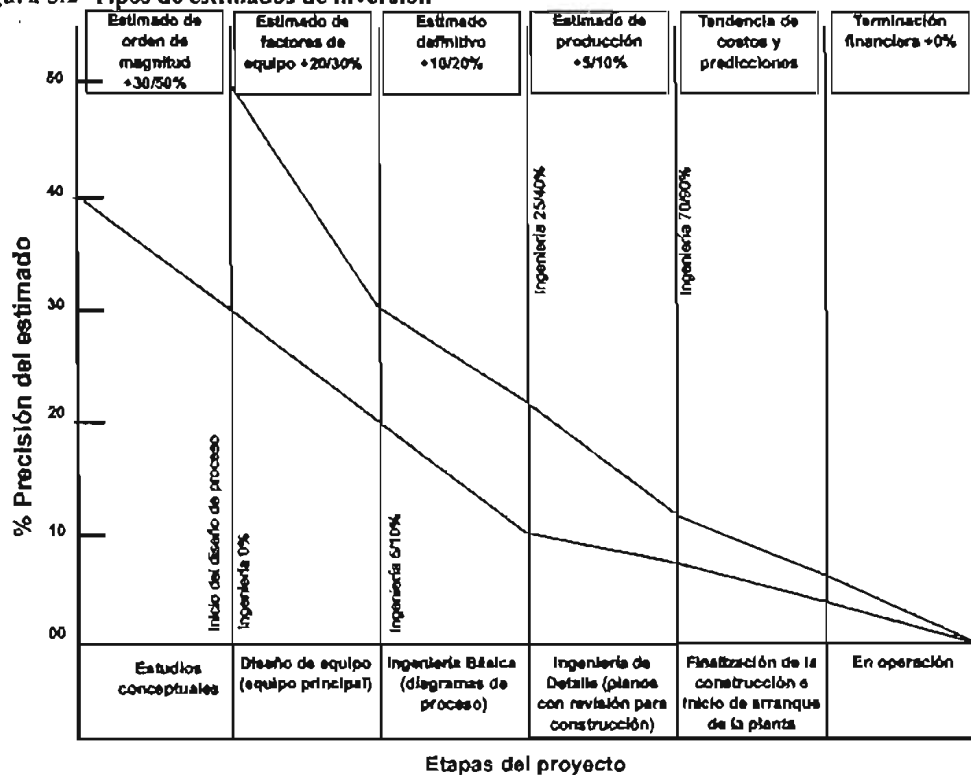 Tipos de estimados de inversión
Estimado de
orden de
magnitud
+30/50%
Estimado de
factores de
equipo +20/30%
Estimado
definitivo
+10/20%
Estimado de
producción
+5/10%
Tendencia de
costos y
predicciones
Terminación
financiera +0%
% Precisión del estimado
50
40
30
20
10
00
Inicio del diseño de proceso
Ingeniería 0%
Ingeniería 6/10%
Ingeniería 25/40%
Ingeniería 70/90%
Estudios
conceptuales
Diseño de equipo
(equipo principal)
Ingeniería Básica
(diagramas de
proceso)
Ingeniería de
Detalle (planos
con revisión para
construcción)
Finalización de la
construcción e
inicio de arranque
de la planta
En operación
Etapas del proyecto